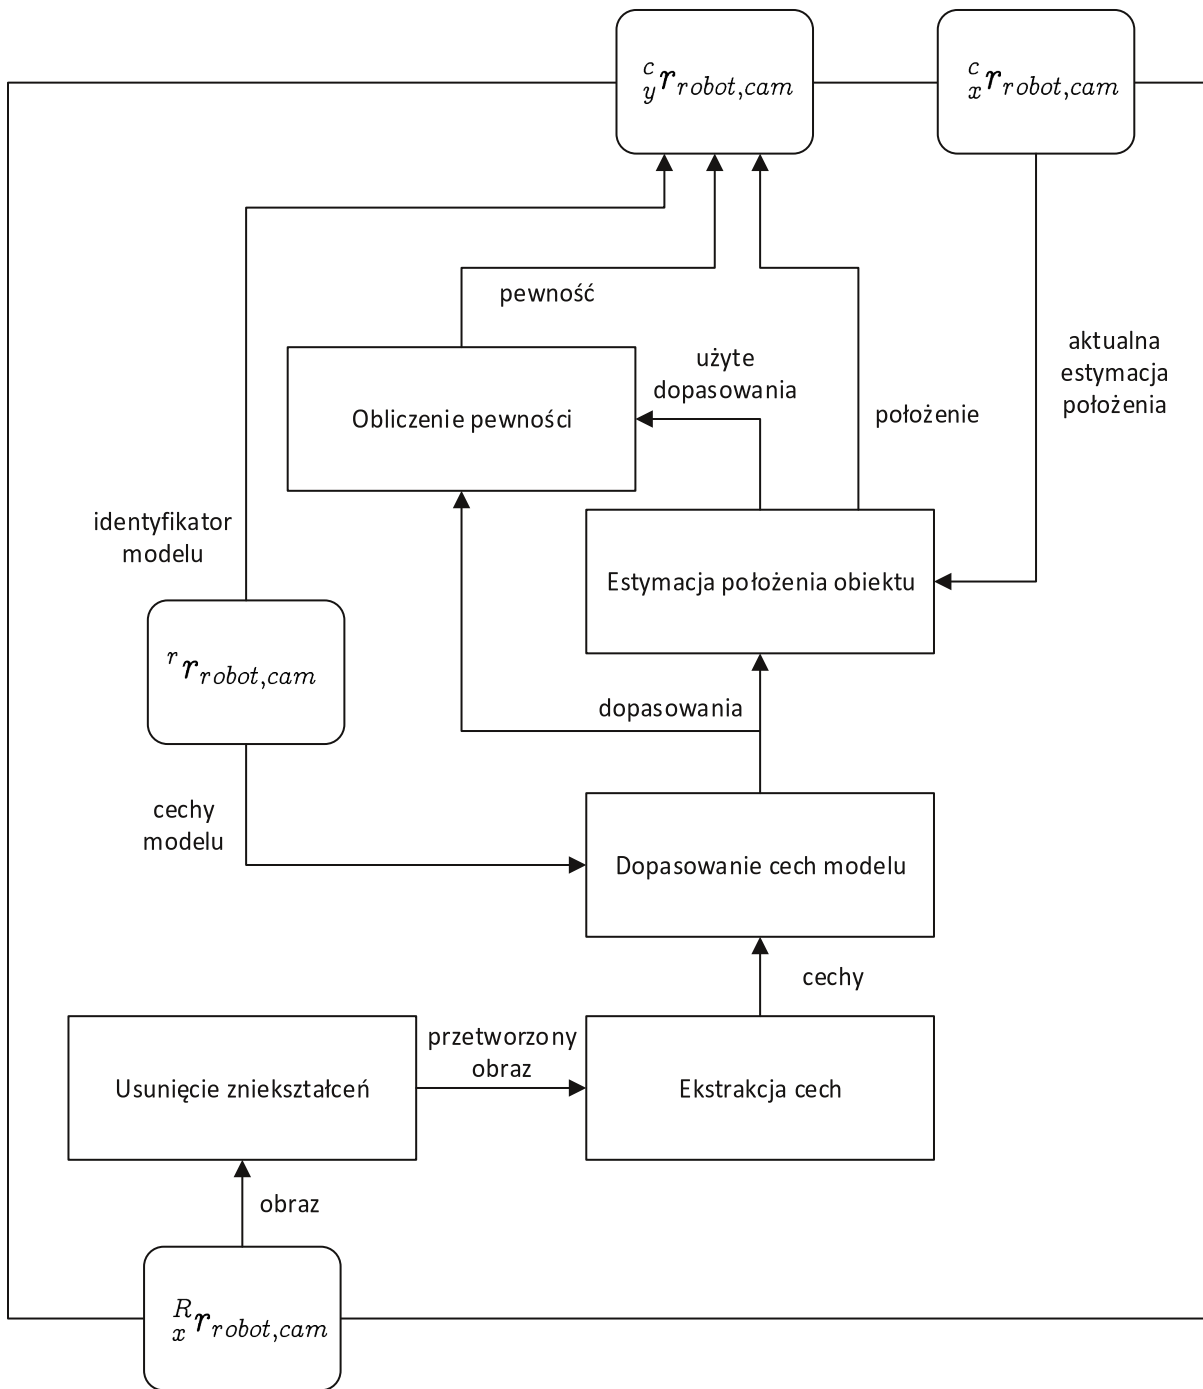 c y r robot,cam
c x r robot,cam
pewność
użyte
dopasowania
aktualna
estymacja
położenia
Obliczenie pewności
położenie
identyfikator
modelu
Estymacja położenia obiektu
r r robot,cam
dopasowania
cechy
modelu
Dopasowanie cech modelu
cechy
przetworzony
obraz
Usunięcie zniekształceń
Ekstrakcja cech
obraz
R x r robot,cam